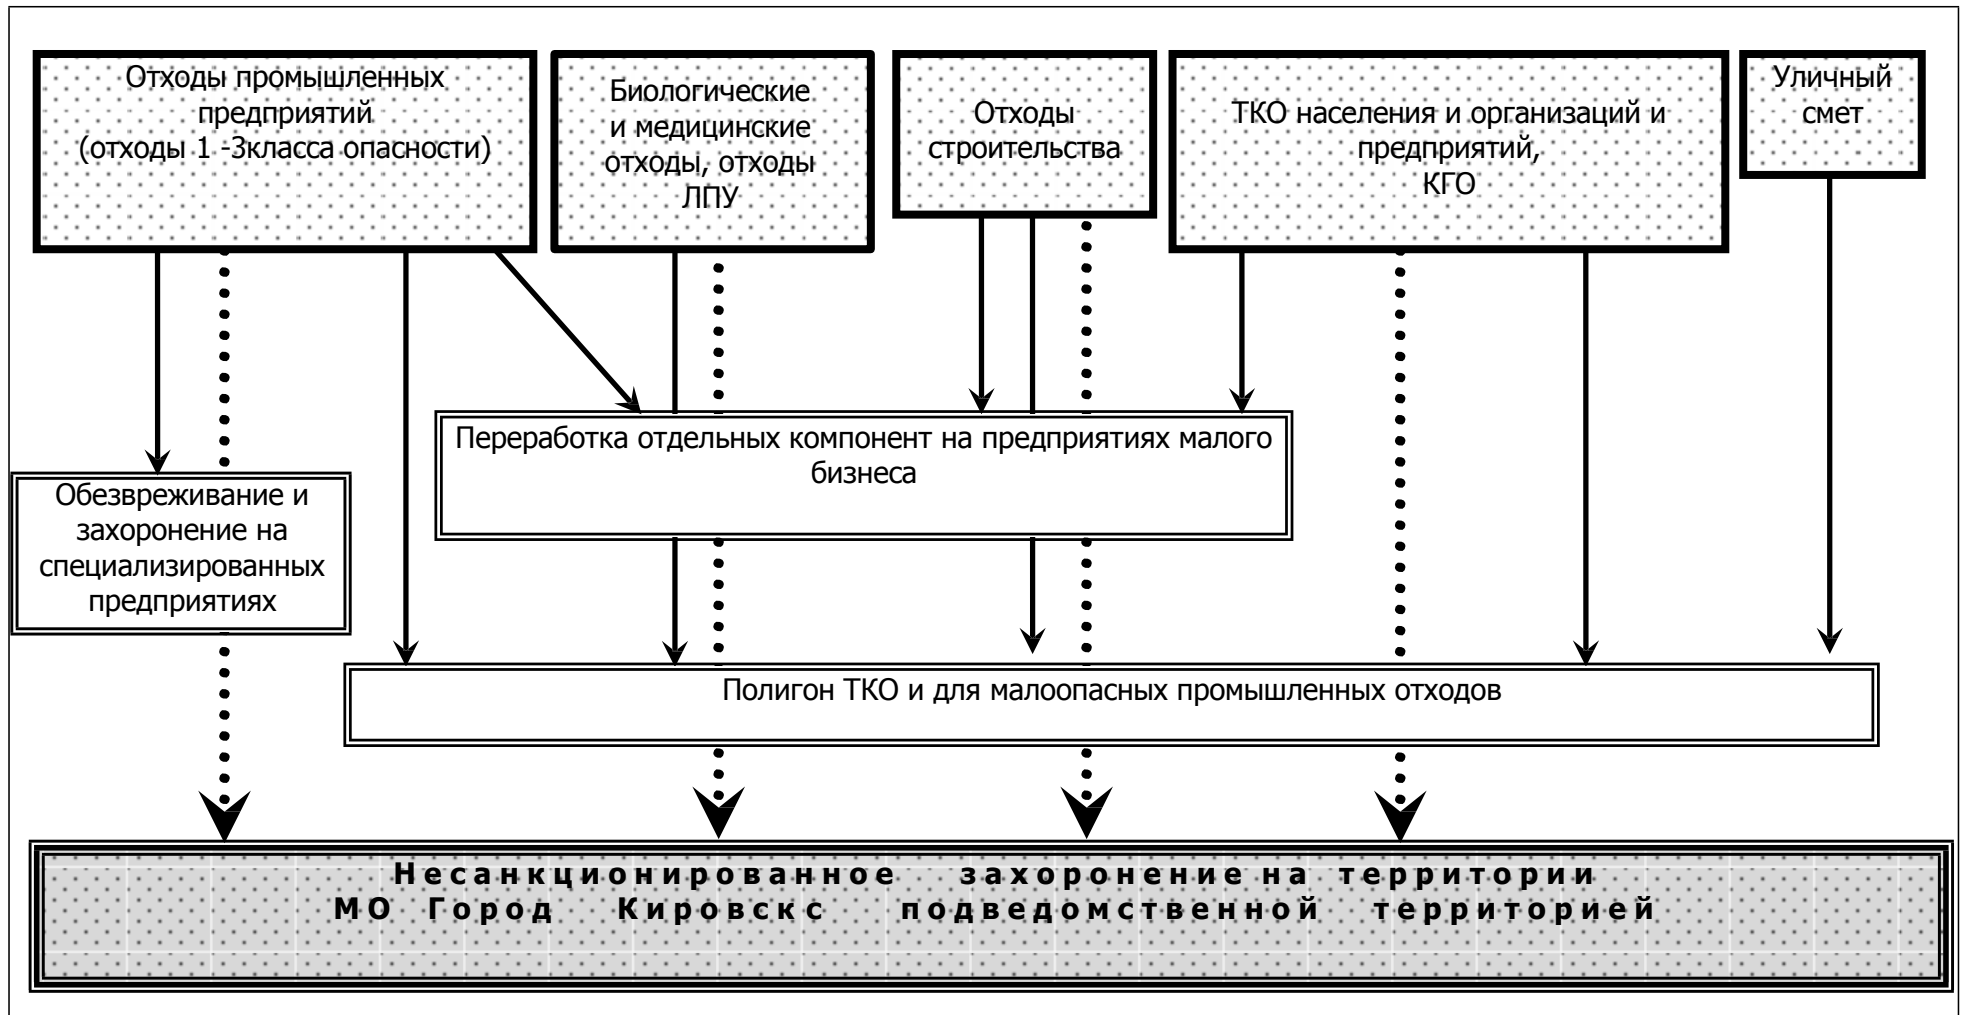 Отходы промышленных
предприятий
(отходы 1 -3класса опасности)
Биологические
и медицинские
отходы, отходы
ЛПУ
Отходы
строительства
ТКО населения и организаций и
предприятий,
КГО
Уличный
смет
Переработка отдельных компонент на предприятиях малого
бизнеса
Обезвреживание и
захоронение на
специализированных
предприятиях
Полигон ТКО и для малоопасных промышленных отходов
Несанкционированное захоронение на территории
МО Город Кировскс подведомственной территорией